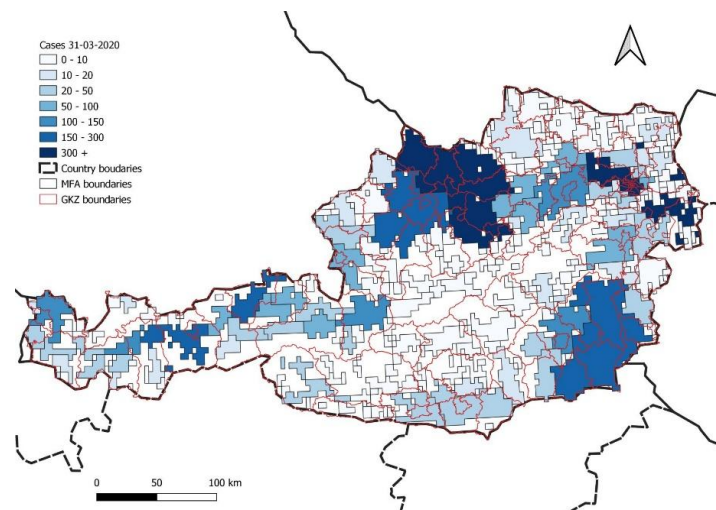 Cases 31-03-2020
0 - 10
10 - 20
20 - 50
50 - 100
100 - 150
150 - 300
300 +
Country boudaries
MFA boundaries
GKZ boundaries
0 50 100 km